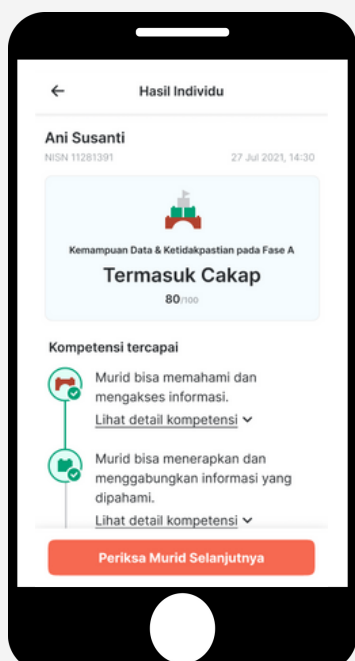 Hasil Individu
Ani Susanti
NISN 11281391 27 Jul 2021, 14:30
Kemampuan Data & Ketidakpastian pada Fase A
Termasuk Cakap
80/100
Kompetensi tercapai
Murid bisa memahami dan
mengakses informasi.
Lihat detail kompetensi
Murid bisa menerapkan dan
menggabungkan informasi yang
dipahami.
Lihat detail kompetensi
Periksa Murid Selanjutnya